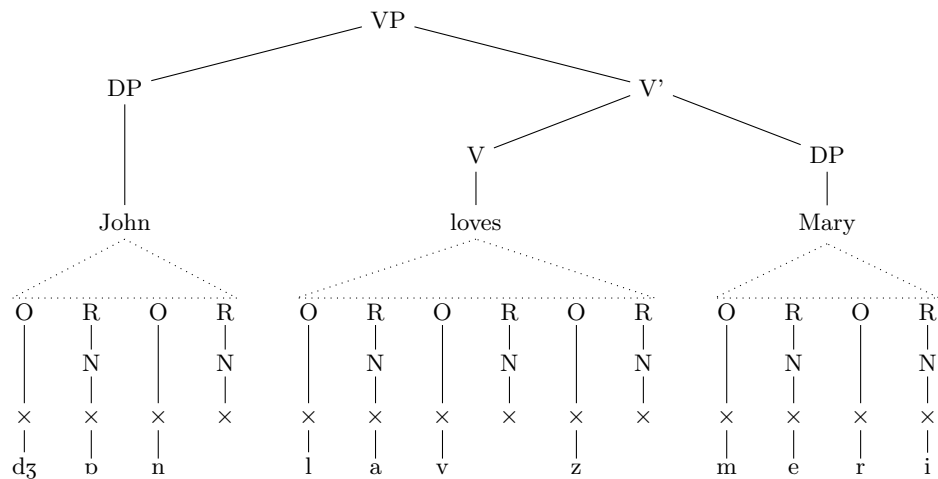 VP
DP V'
V DP
John loves Mary
O R O R O R O R O R O R O R
N N N N N N N
× × × × × × × × × × × × × ×
dʒ ɒ n l a v z m e r i